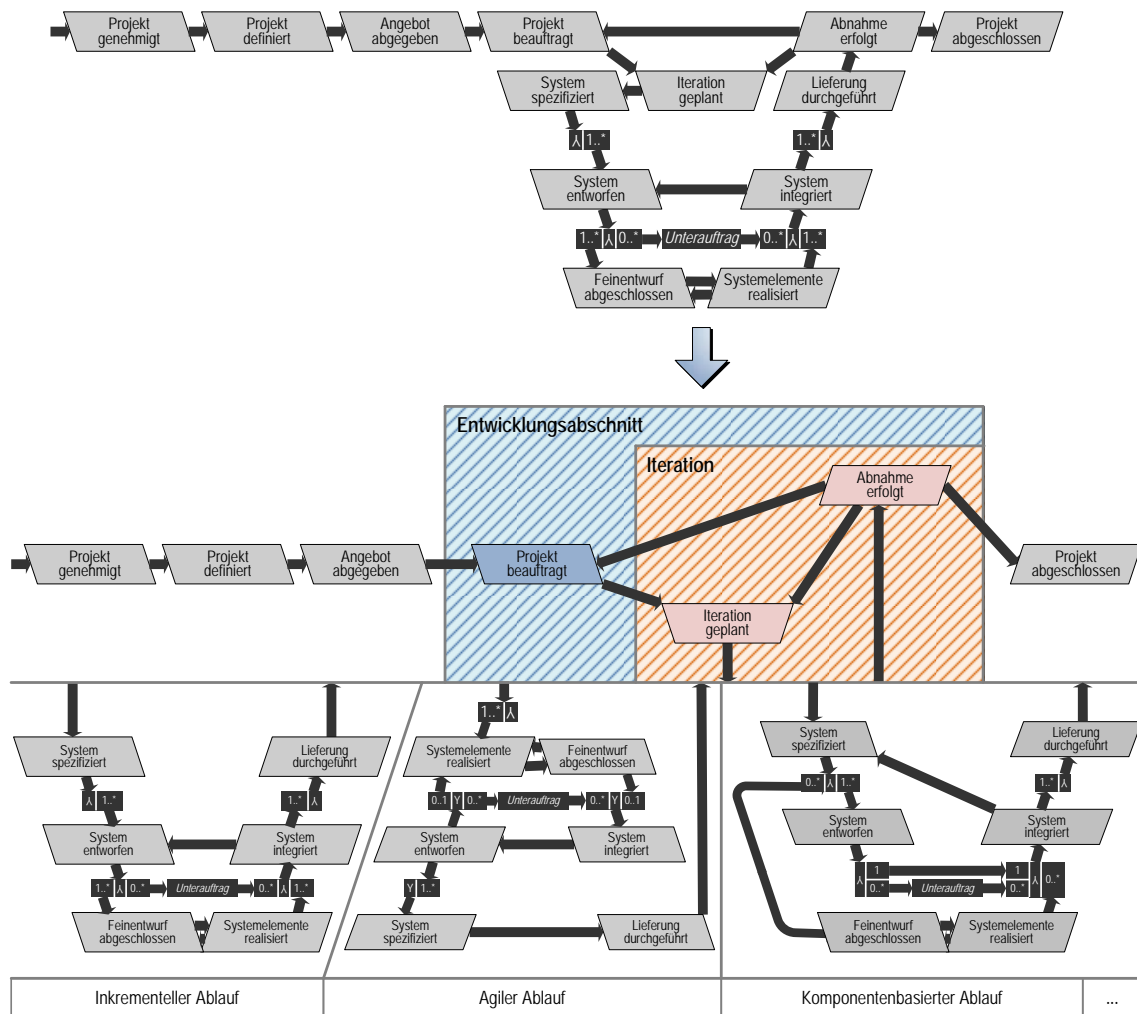 Projekt
genehmigt
Projekt
definiert
Angebot
abgegeben
Projekt
beauftragt
Abnahme
erfolgt
Projekt
abgeschlossen
System
spezifiziert
Iteration
geplant
Lieferung
durchgeführt
1..*
1..*
System
entworfen
System
integriert
1..* 0..* Unterauftrag 0..* 1..*
Feinentwurf
abgeschlossen
Systemelemente
realisiert
Entwicklungsabschnitt
Iteration
Abnahme
erfolgt
Projekt
genehmigt
Projekt
definiert
Angebot
abgegeben
Projekt
beauftragt
Projekt
abgeschlossen
Iteration
geplant
System
spezifiziert
Lieferung
durchgeführt
1..*
1..*
System
entworfen
System
integriert
1..* 0..* Unterauftrag 0..* 1..*
Feinentwurf
abgeschlossen
Systemelemente
realisiert
1..*
Systemelemente
realisiert
Feinentwurf
abgeschlossen
0..1 Y 0..* Unterauftrag 0..* Y 0..1
System
entworfen
System
integriert
Y 1..*
System
spezifiziert
Lieferung
durchgeführt
System
spezifiziert
Lieferung
durchgeführt
0..* 1..*
1..*
System
entworfen
System
integriert
1 1
0..* Unterauftrag 0..* 0..*
Feinentwurf
abgeschlossen
Systemelemente
realisiert
Inkrementeller Ablauf
Agiler Ablauf
Komponentenbasierter Ablauf
...